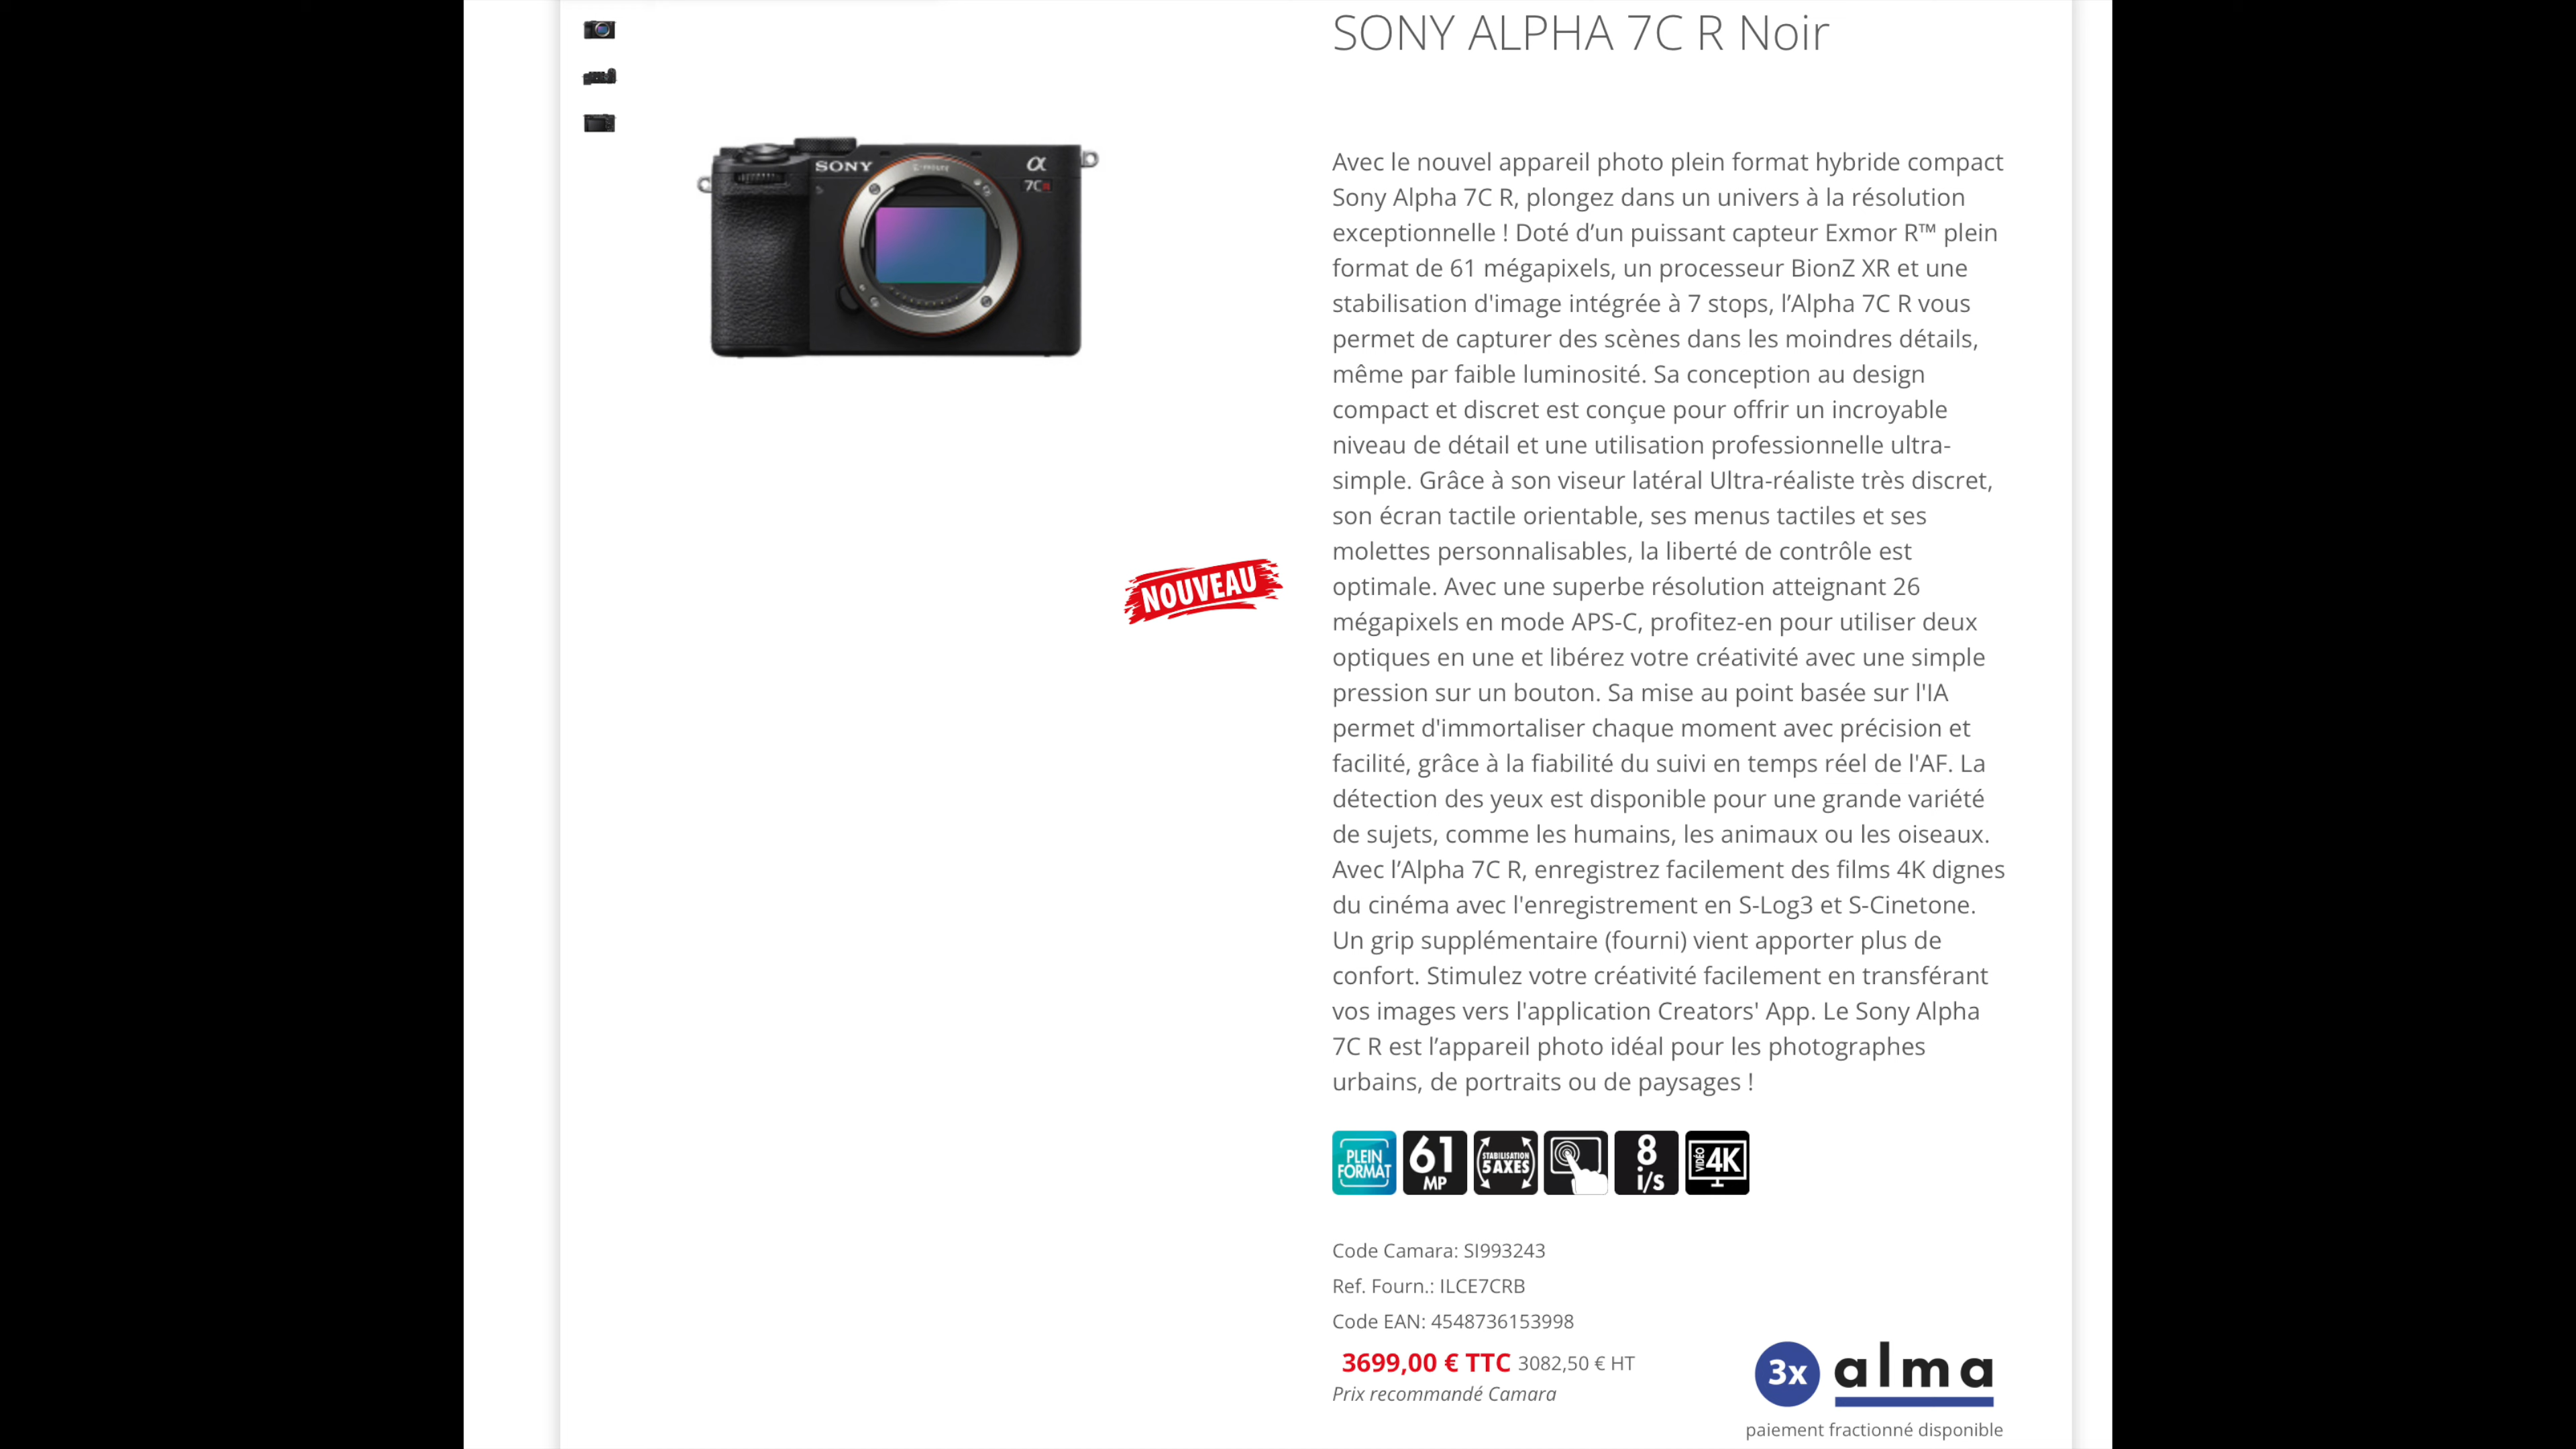 SONY ALPHA 7C R Noir
SONY
α
7CR
NOUVEAU
Avec le nouvel appareil photo plein format hybride compact
Sony Alpha 7C R, plongez dans un univers à la résolution
exceptionnelle ! Doté d’un puissant capteur Exmor R™ plein
format de 61 mégapixels, un processeur BionZ XR et une
stabilisation d'image intégrée à 7 stops, l’Alpha 7C R vous
permet de capturer des scènes dans les moindres détails,
même par faible luminosité. Sa conception au design
compact et discret est conçue pour offrir un incroyable
niveau de détail et une utilisation professionnelle ultra-
simple. Grâce à son viseur latéral Ultra-réaliste très discret,
son écran tactile orientable, ses menus tactiles et ses
molettes personnalisables, la liberté de contrôle est
optimale. Avec une superbe résolution atteignant 26
mégapixels en mode APS-C, profitez-en pour utiliser deux
optiques en une et libérez votre créativité avec une simple
pression sur un bouton. Sa mise au point basée sur l'IA
permet d'immortaliser chaque moment avec précision et
facilité, grâce à la fiabilité du suivi en temps réel de l'AF. La
détection des yeux est disponible pour une grande variété
de sujets, comme les humains, les animaux ou les oiseaux.
Avec l’Alpha 7C R, enregistrez facilement des films 4K dignes
du cinéma avec l'enregistrement en S-Log3 et S-Cinetone.
Un grip supplémentaire (fourni) vient apporter plus de
confort. Stimulez votre créativité facilement en transférant
vos images vers l'application Creators' App. Le Sony Alpha
7C R est l’appareil photo idéal pour les photographes
urbains, de portraits ou de paysages !
PLEIN FORMAT
61 MP
STABILISATION 5 AXES
8 i/s
VIDÉO 4K
Code Camara: SI993243
Ref. Fourn.: ILCE7CRB
Code EAN: 4548736153998
3699,00 € TTC 3082,50 € HT
Prix recommandé Camara
3x alma
paiement fractionné disponible